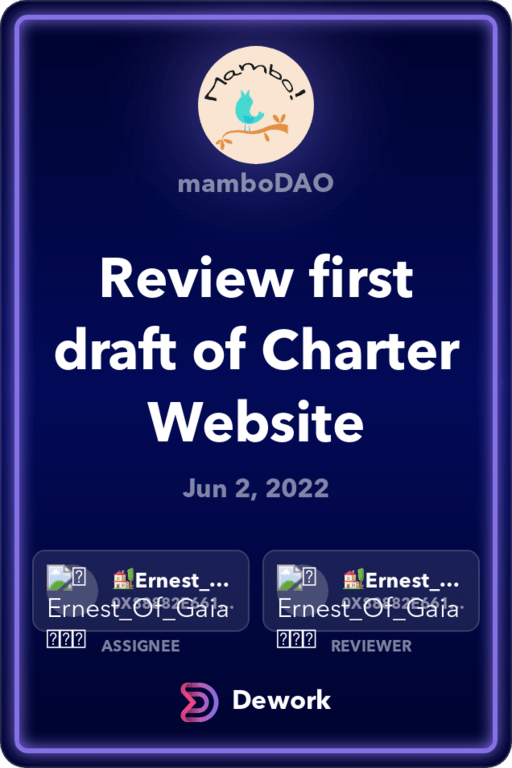 Mambo!
mamboDAO
Review first
draft of Charter
Website
Jun 2, 2022
🏡Ernest_...
Ernest_Of_Gaia
ASSIGNEE
🏡Ernest_...
Ernest_Of_Gaia
REVIEWER
Dework